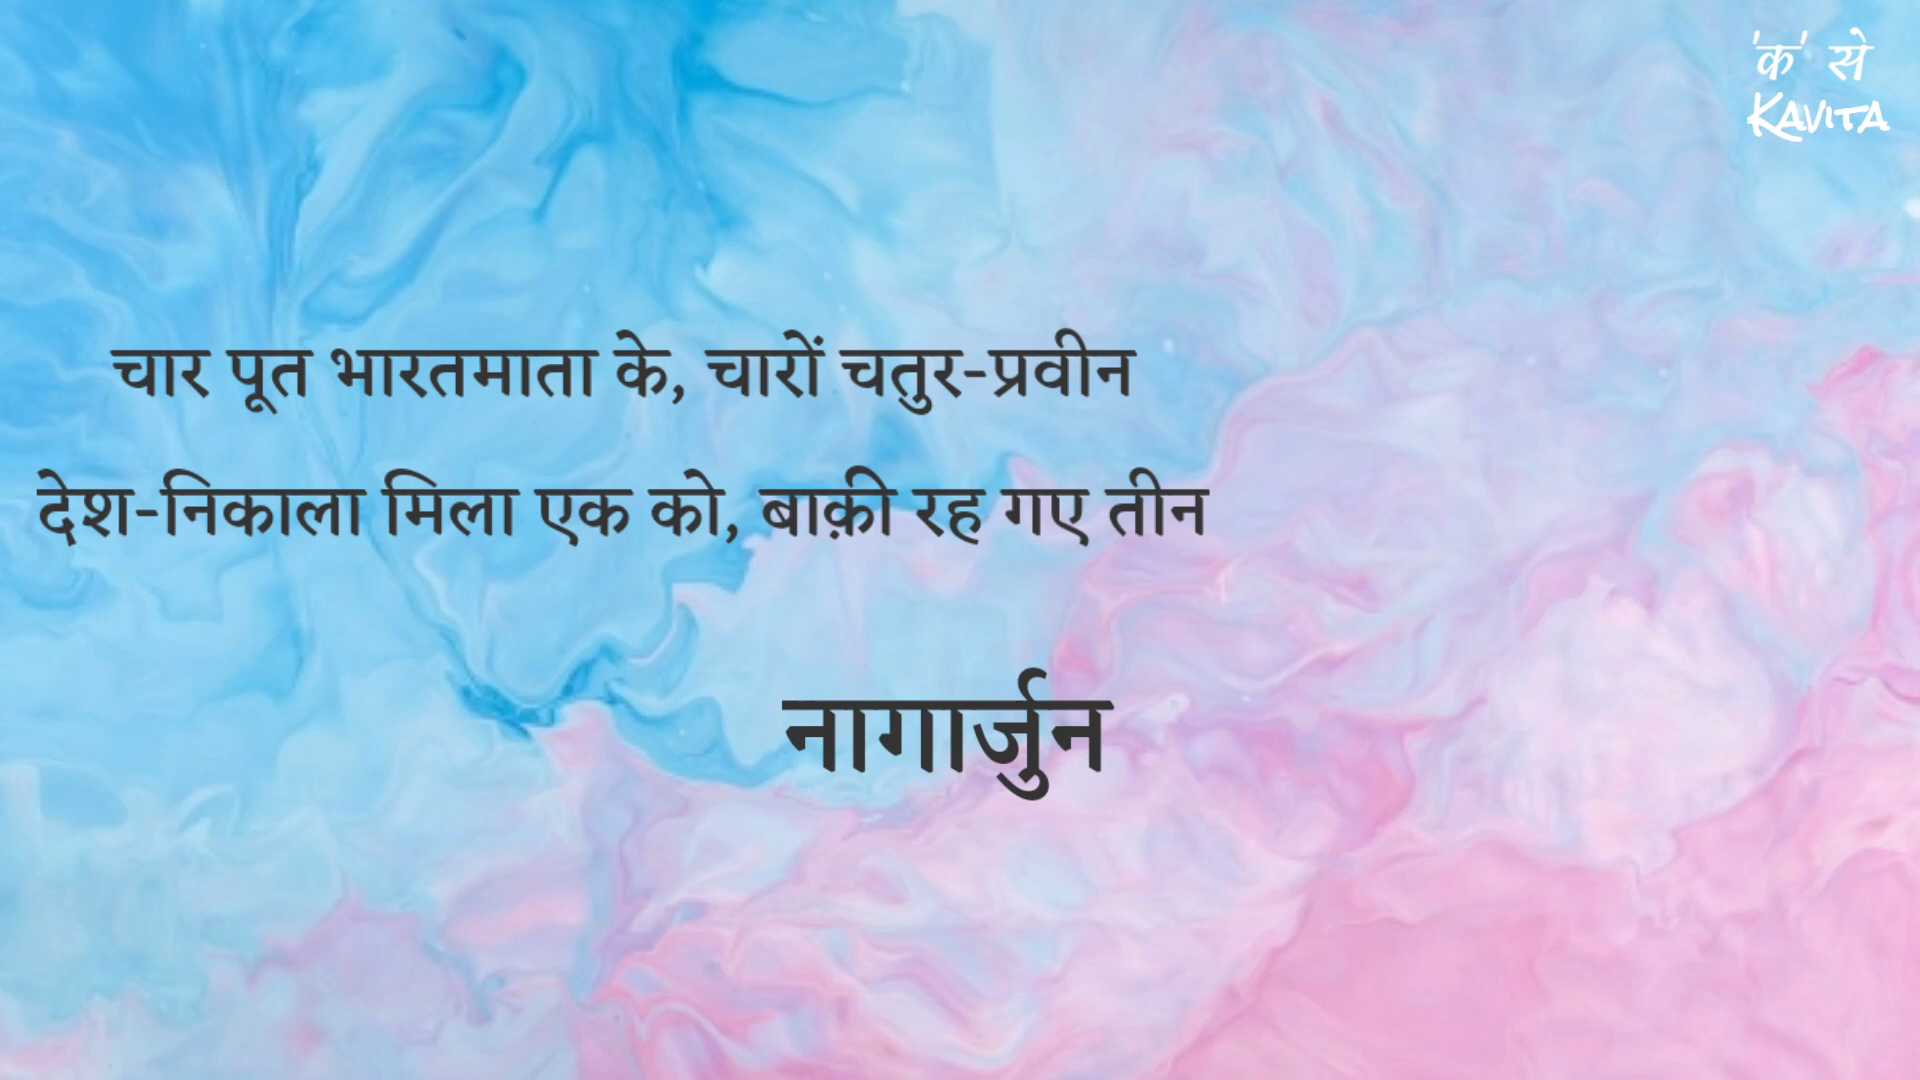 'क' से
KAVITA
चार पूत भारतमाता के, चारों चतुर-प्रवीन
देश-निकाला मिला एक को, बाक़ी रह गए तीन
नागार्जुन